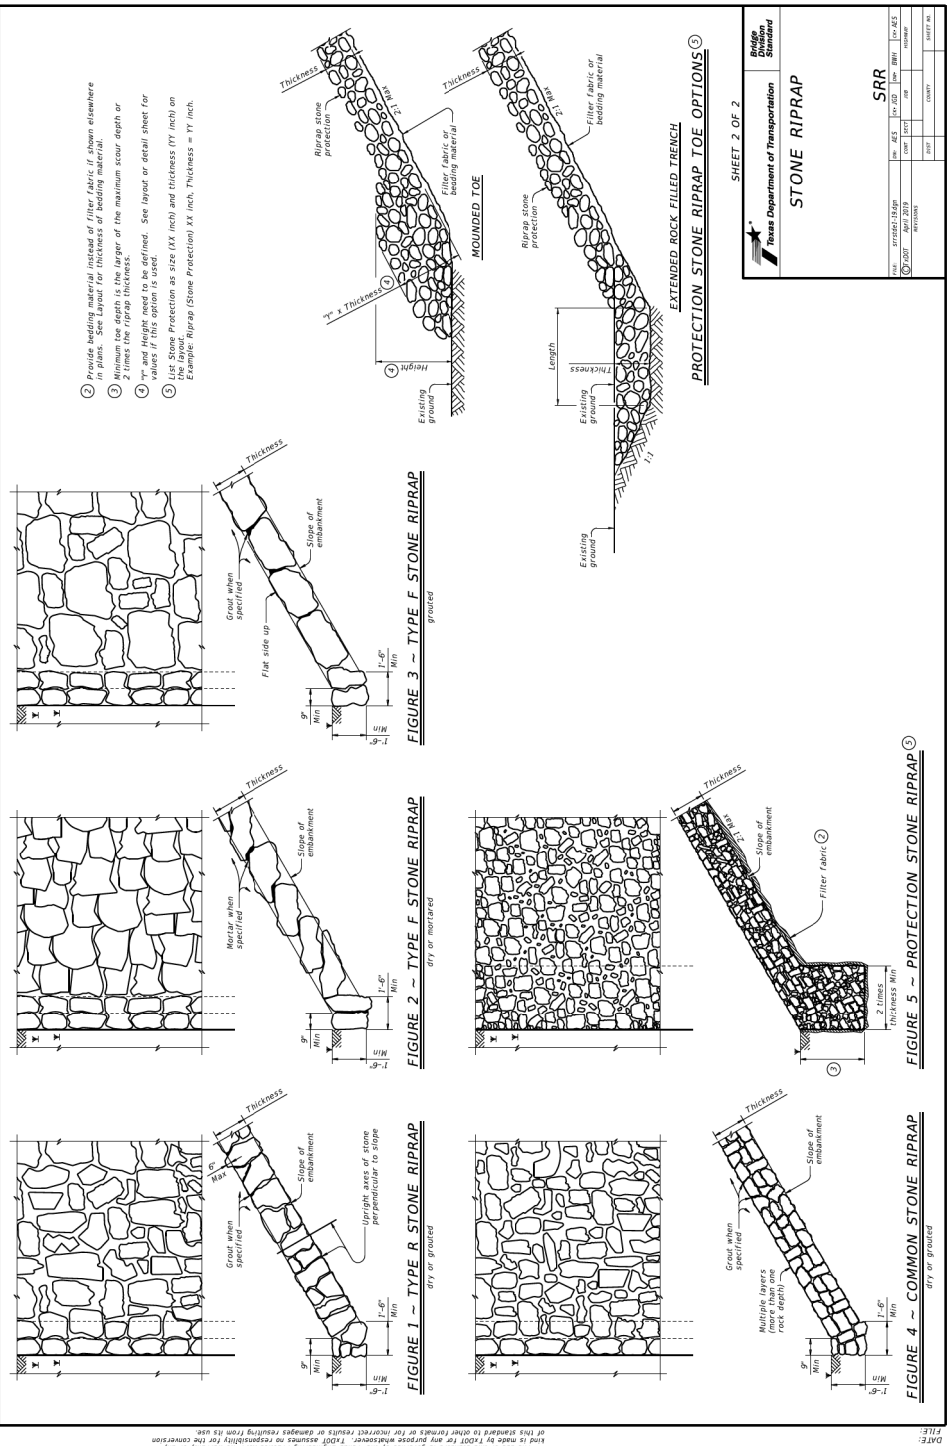 FIGURE 1 ~ TYPE R STONE RIPRAP
dry or grouted
Thickness
6"
Max
Grout when
specified
Slope of
embankment
Upright axes of stone
perpendicular to slope
9"
Min
1'-6"
Min
1'-6"
Min
FIGURE 2 ~ TYPE F STONE RIPRAP
dry or mortared
Thickness
Mortar when
specified
Slope of
embankment
9"
Min
1'-6"
Min
1'-6"
Min
FIGURE 3 ~ TYPE F STONE RIPRAP
grouted
Thickness
Grout when
specified
Flat side up
Slope of
embankment
9"
Min
1'-6"
Min
1'-6"
Min
2 Provide bedding material instead of filter fabric if shown elsewhere
in plans. See Layout for thickness of bedding material.
3 Minimum toe depth is the larger of the maximum scour depth or
2 times the riprap thickness.
4 "Y" and Height need to be defined. See layout or detail sheet for
values if this option is used.
5 List Stone Protection as size (XX inch) and thickness (YY inch) on
the layout.
Example: Riprap (Stone Protection) XX inch, Thickness = YY inch.
FIGURE 4 ~ COMMON STONE RIPRAP
dry or grouted
Thickness
Grout when
specified
Multiple layers
(more than one
rock depth)
Slope of
embankment
9"
Min
1'-6"
Min
1'-6"
Min
FIGURE 5 ~ PROTECTION STONE RIPRAP 5
Thickness
2:1 Max
Slope of
embankment
Filter fabric 2
2 times
thickness Min
3
Thickness
Riprap stone
protection
2:1 Max
Filter fabric or
bedding material
"Y" x Thickness 4
Height 4
Existing
ground
MOUNDED TOE
Thickness
Riprap stone
protection
2:1 Max
Filter fabric or
bedding material
Length
Thickness
Existing
ground
1:1
Existing
ground
EXTENDED ROCK FILLED TRENCH
PROTECTION STONE RIPRAP TOE OPTIONS 5
SHEET 2 OF 2
Texas Department of Transportation
Bridge
Division
Standard
STONE RIPRAP
SRR
FILE: srrstde1-19.dgn
DN: AES
CK: JGD
DW: BWH
CK: AES
©TxDOT April 2019
REVISIONS
CONT
SECT
JOB
HIGHWAY
DIST
COUNTY
SHEET NO.
kind is made by TxDOT for any purpose whatsoever. TxDOT assumes no responsibility for the conversion
of this standard to other formats or for incorrect results or damages resulting from its use.
DATE:
FILE: